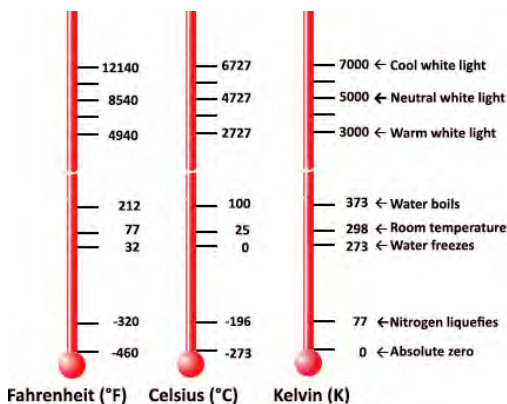 12140 6727 7000 ← Cool white light
8540 4727 5000 ← Neutral white light
4940 2727 3000 ← Warm white light
212 100 373 ← Water boils
77 25 298 ← Room temperature
32 0 273 ← Water freezes
-320 -196 77 ← Nitrogen liquefies
-460 -273 0 ← Absolute zero
Fahrenheit (°F) Celsius (°C) Kelvin (K)